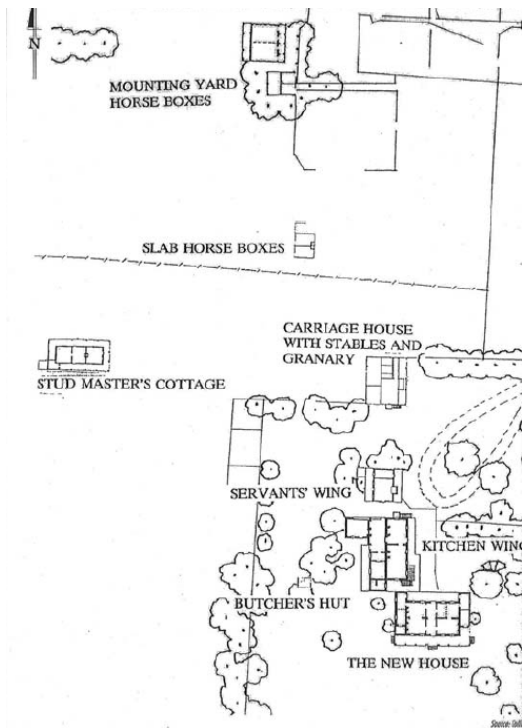 N
MOUNTING YARD
HORSE BOXES
SLAB HORSE BOXES
CARRIAGE HOUSE
WITH STABLES AND
GRANARY
STUD MASTER'S COTTAGE
SERVANTS' WING
KITCHEN WING
BUTCHER'S HUT
THE NEW HOUSE
Source: